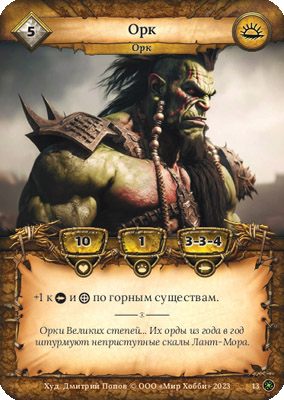 5
Орк
Орк
10
1
3-3-4
+1 к и по горным существам.
Орки Великих степей... Их орды из года в год
штурмуют неприступные скалы Лант-Мора.
Худ. Дмитрий Попов © ООО «Мир Хобби» 2023
13